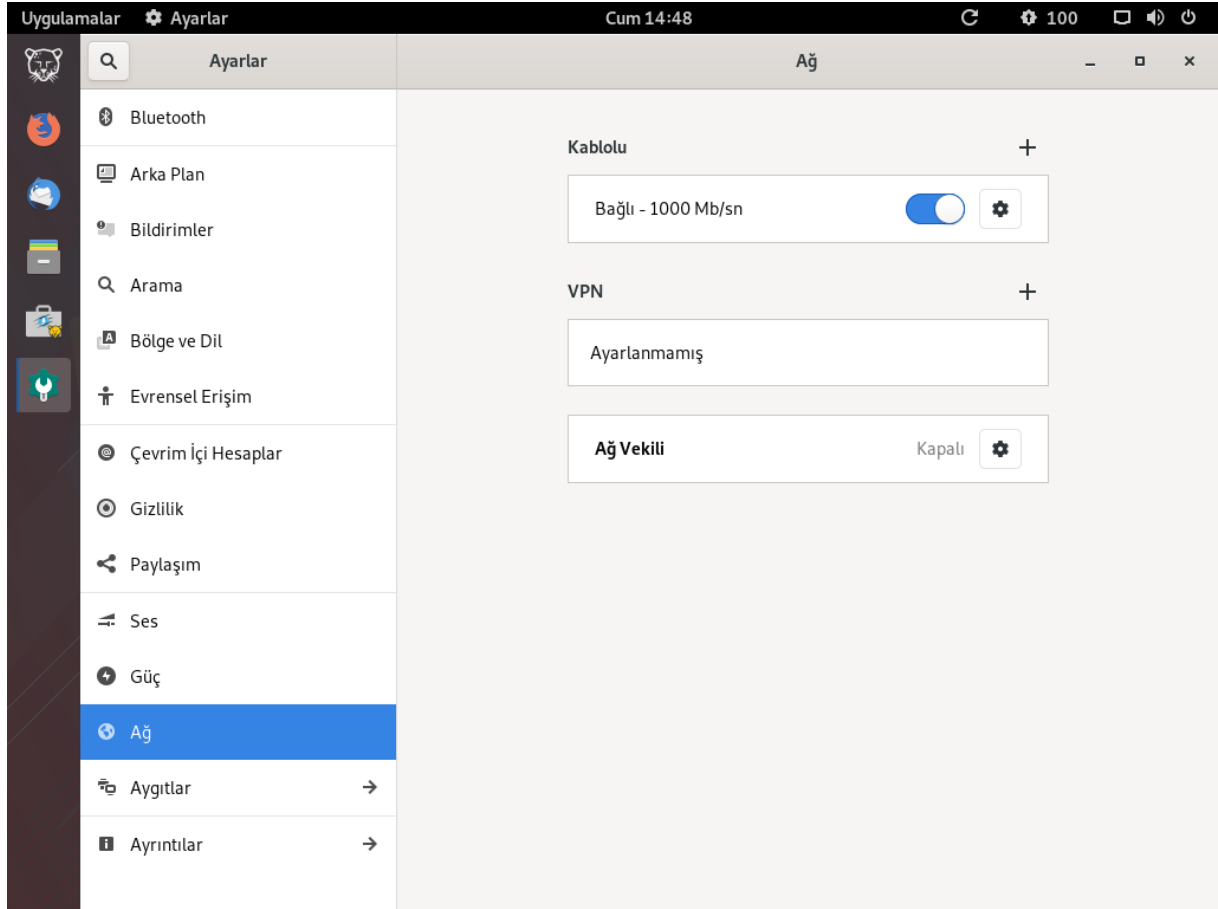 Uygulamalar Ayarlar Cum 14:48 100
Ayarlar
Ağ
Bluetooth
Arka Plan
Bildirimler
Arama
Bölge ve Dil
Evrensel Erişim
Çevrim İçi Hesaplar
Gizlilik
Paylaşım
Ses
Güç
Ağ
Aygıtlar
Ayrıntılar
Kablolu
Bağlı - 1000 Mb/sn
VPN
Ayarlanmamış
Ağ Vekili Kapalı